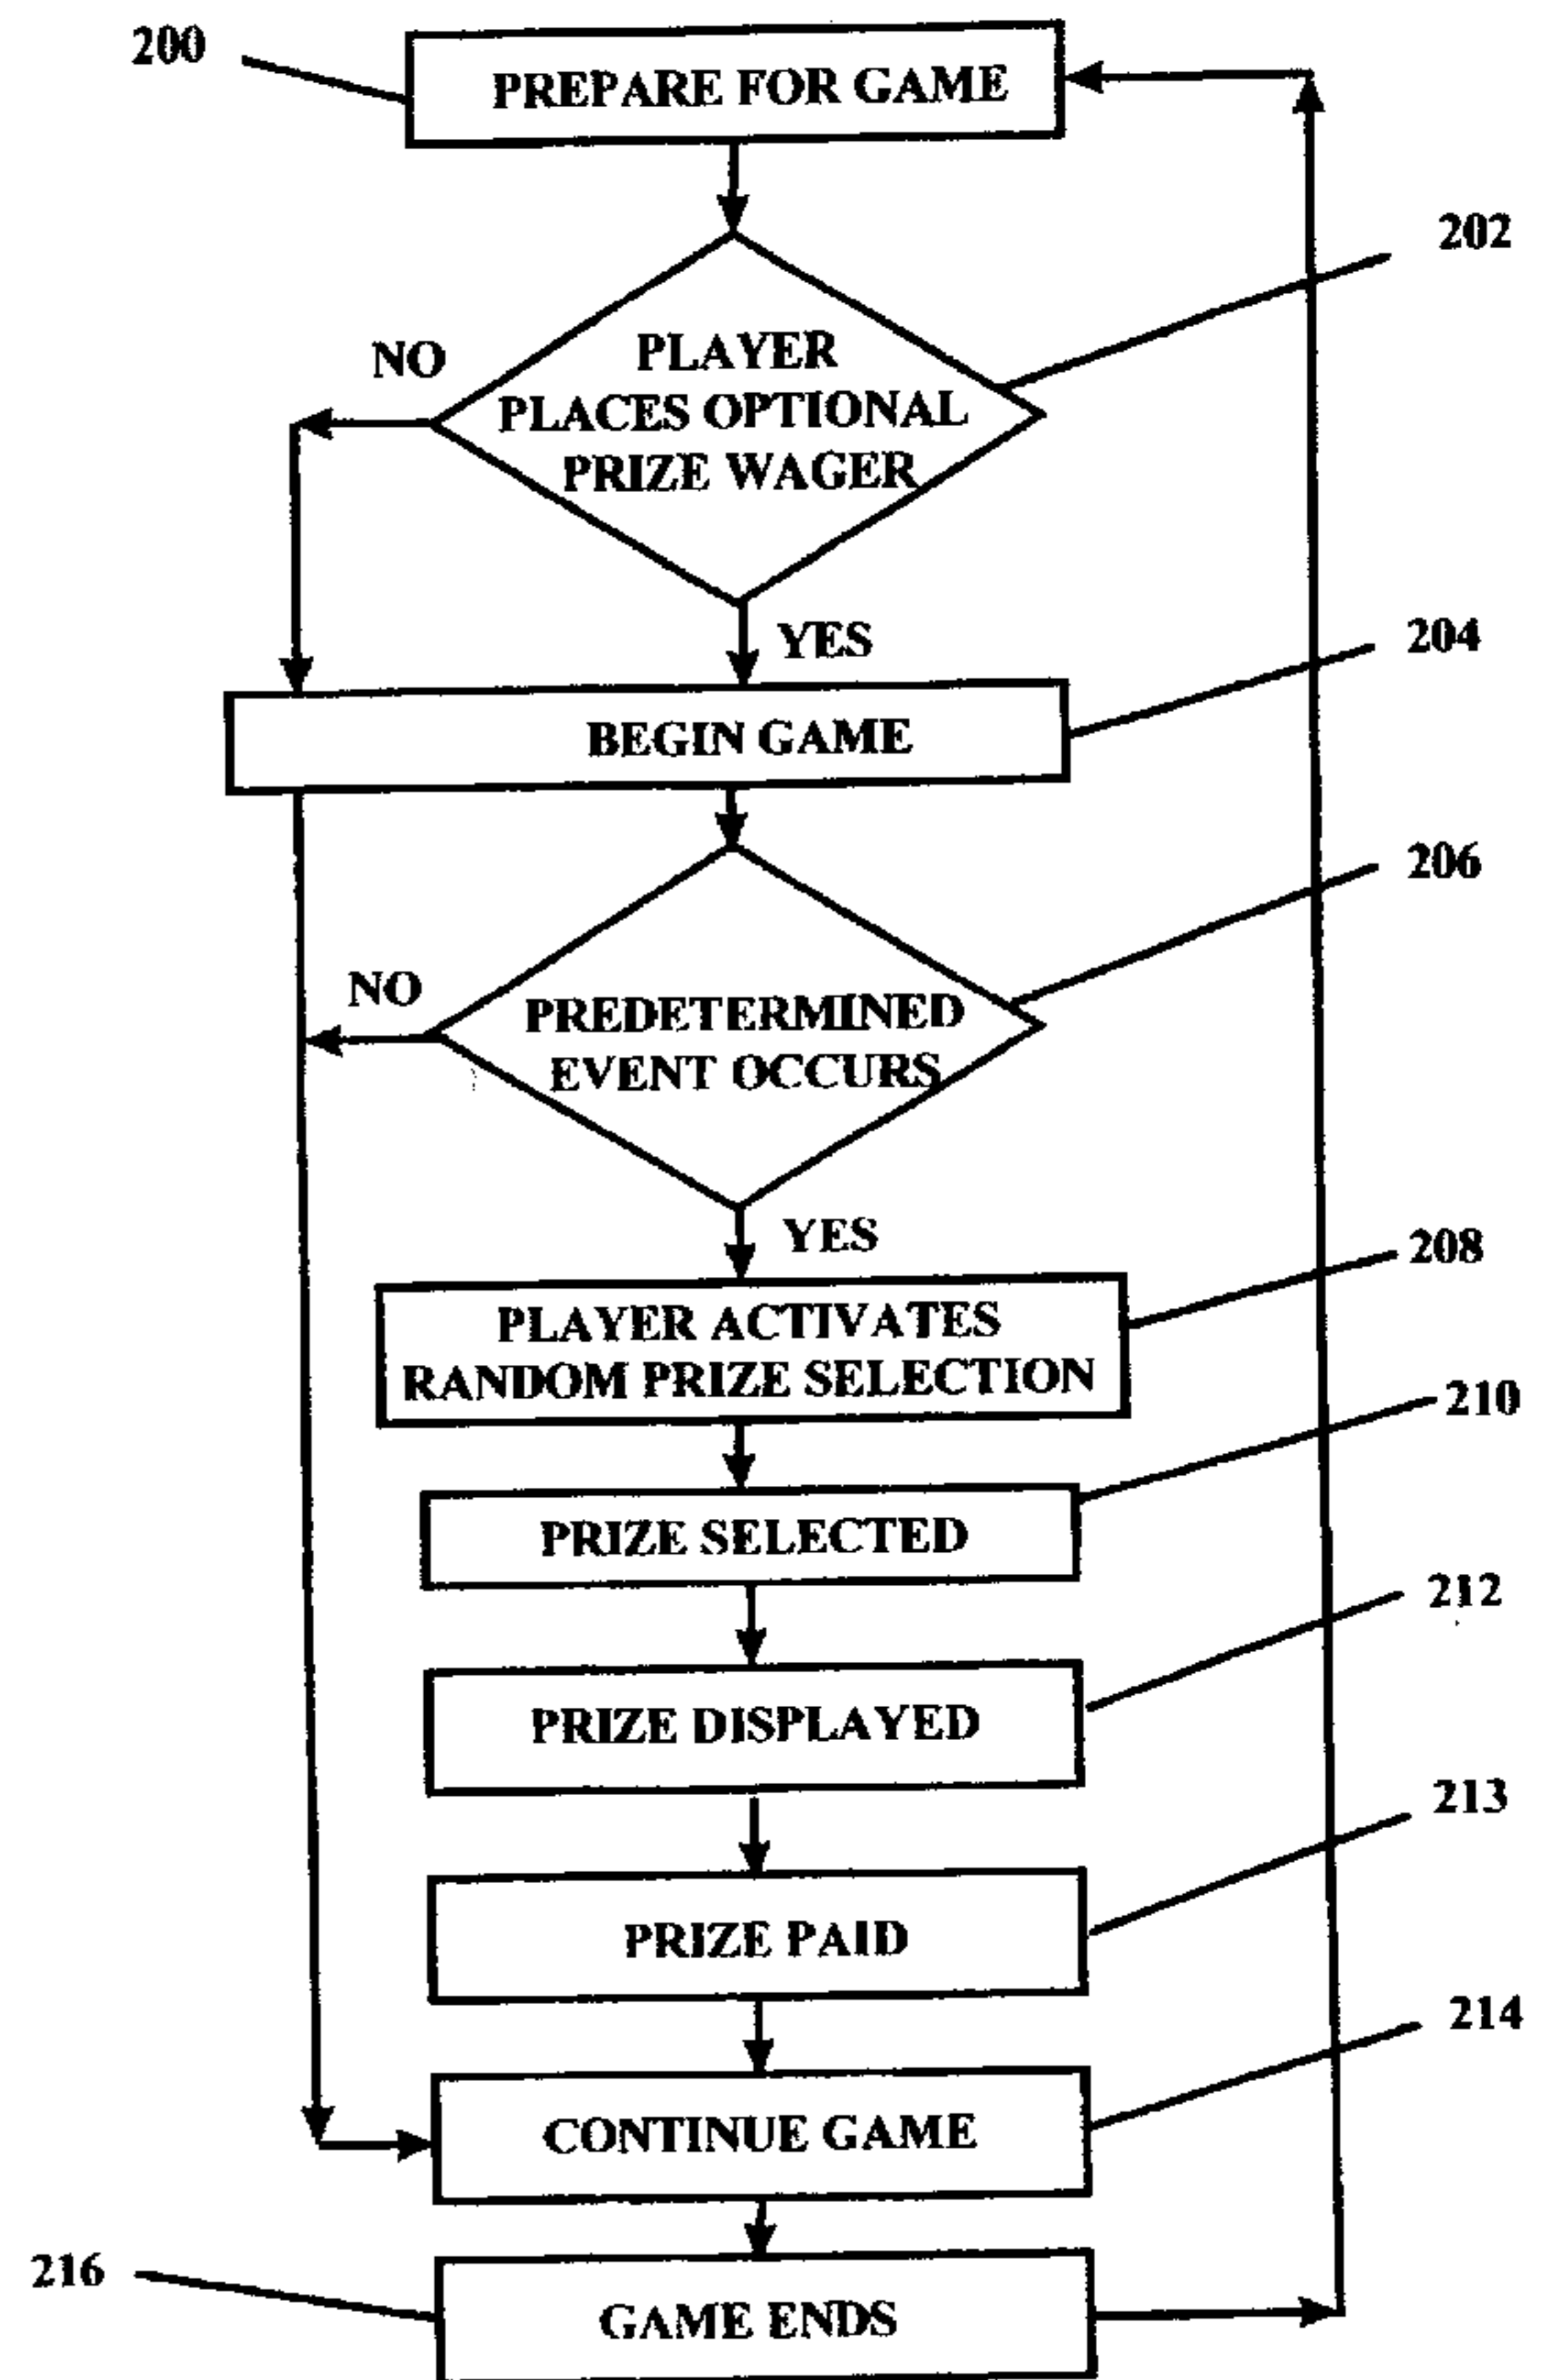 200
PREPARE FOR GAME
202
NO
PLAYER
PLACES OPTIONAL
PRIZE WAGER
YES
204
BEGIN GAME
206
NO
PREDETERMINED
EVENT OCCURS
YES
208
PLAYER ACTIVATES
RANDOM PRIZE SELECTION
210
PRIZE SELECTED
212
PRIZE DISPLAYED
213
PRIZE PAID
214
CONTINUE GAME
216
GAME ENDS